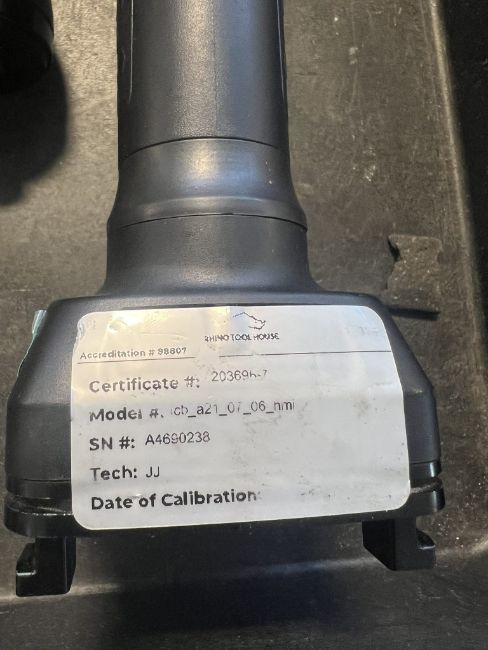 RHINO TOOL HOUSE
Accreditation # 98807
Certificate #:
Model #.
SN #: A4690238
Tech: JJ
Date of Calibration: